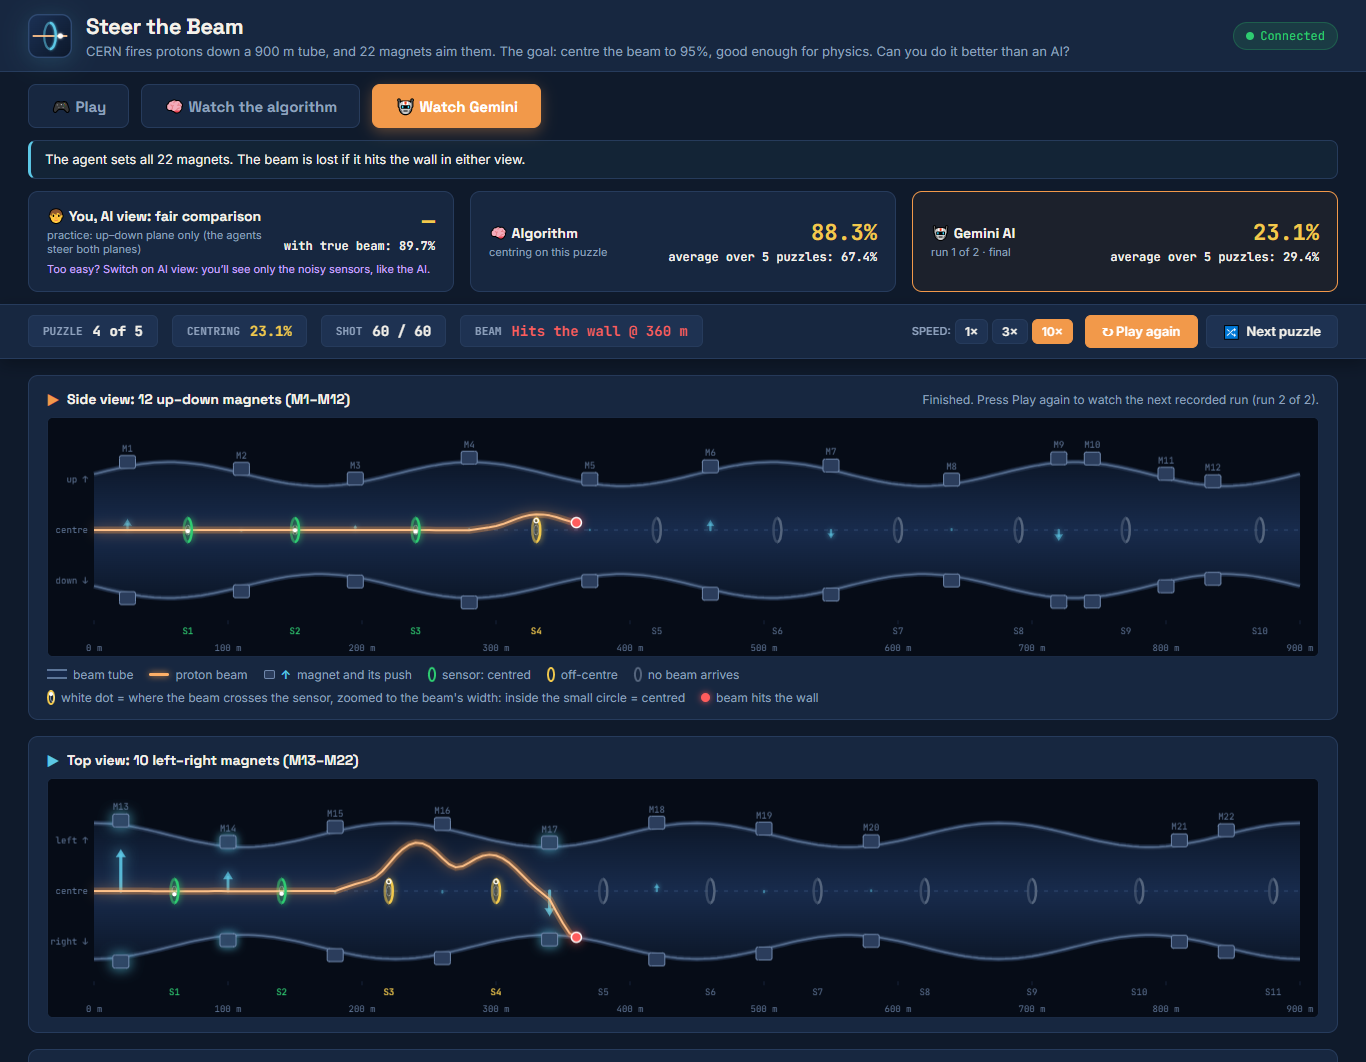 Steer the Beam
CERN fires protons down a 900 m tube, and 22 magnets aim them. The goal: centre the beam to 95%, good enough for physics. Can you do it better than an AI?
Connected
Play
Watch the algorithm
Watch Gemini
The agent sets all 22 magnets. The beam is lost if it hits the wall in either view.
You, AI view: fair comparison
practice: up-down plane only (the agents
steer both planes)
—
with true beam: 89.7%
Too easy? Switch on AI view: you'll see only the noisy sensors, like the AI.
Algorithm
centring on this puzzle
88.3%
average over 5 puzzles: 67.4%
Gemini AI
run 1 of 2 · final
23.1%
average over 5 puzzles: 29.4%
PUZZLE 4 of 5
CENTRING 23.1%
SHOT 60 / 60
BEAM Hits the wall @ 360 m
SPEED: 1× 3× 10×
↻ Play again
Next puzzle
Side view: 12 up-down magnets (M1-M12)
Finished. Press Play again to watch the next recorded run (run 2 of 2).
M1 M2 M3 M4 M5 M6 M7 M8 M9 M10 M11 M12
up ↑
centre
down ↓
S1 S2 S3 S4 S5 S6 S7 S8 S9 S10
0 m 100 m 200 m 300 m 400 m 500 m 600 m 700 m 800 m 900 m
beam tube
proton beam
magnet and its push
sensor: centred
off-centre
no beam arrives
white dot = where the beam crosses the sensor, zoomed to the beam's width: inside the small circle = centred
beam hits the wall
Top view: 10 left-right magnets (M13-M22)
M13 M14 M15 M16 M17 M18 M19 M20 M21 M22
left ↑
centre
right ↓
S1 S2 S3 S4 S5 S6 S7 S8 S9 S10 S11
0 m 100 m 200 m 300 m 400 m 500 m 600 m 700 m 800 m 900 m